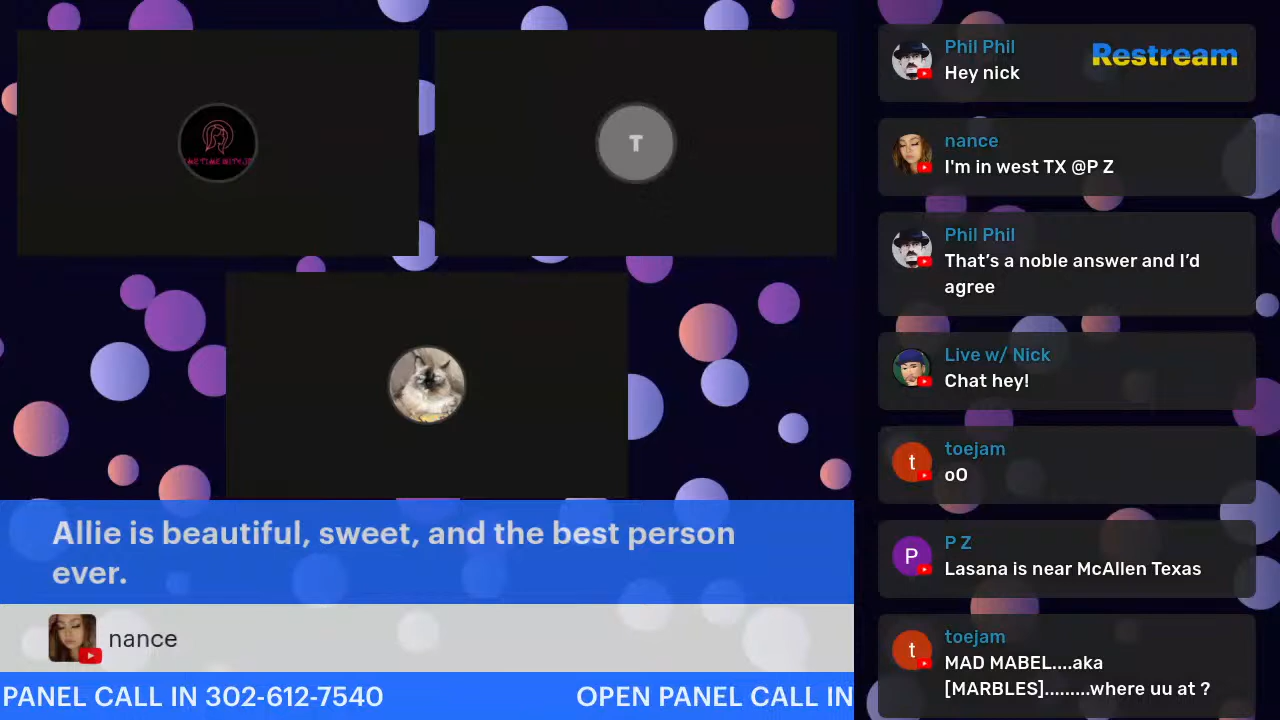 T
Allie is beautiful, sweet, and the best person
ever.
nance
PANEL CALL IN 302-612-7540
OPEN PANEL CALL IN
Restream
Phil Phil
Hey nick
nance
I'm in west TX @P Z
Phil Phil
That’s a noble answer and I’d
agree
Live w/ Nick
Chat hey!
t
toejam
oO
P
P Z
Lasana is near McAllen Texas
t
toejam
MAD MABEL....aka
[MARBLES].........where uu at ?